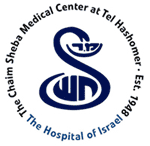 The Chaim Sheba Medical Center at Tel Hashomer - Est. 1948
The Hospital of Israel